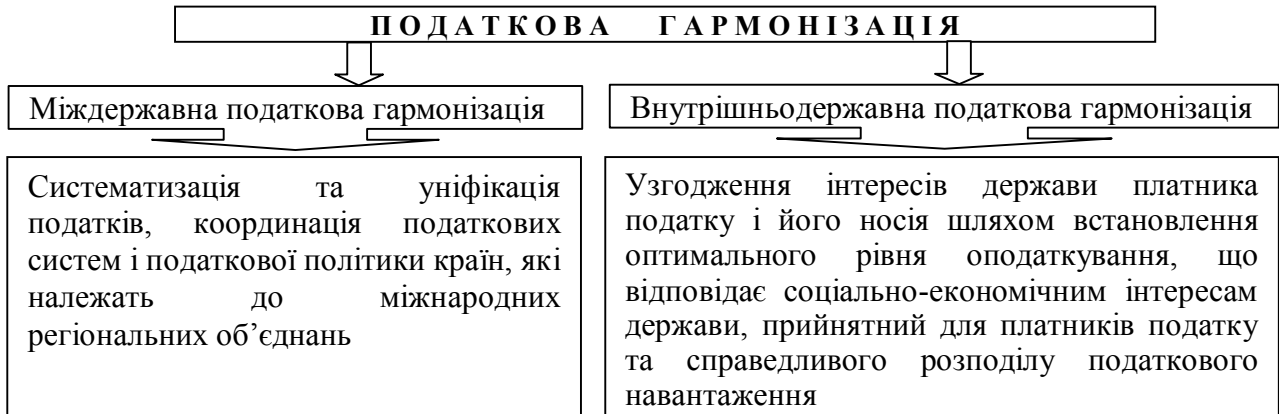 ПОДАТКОВА ГАРМОНІЗАЦІЯ
Міждержавна податкова гармонізація
Систематизація та уніфікація
податків, координація податкових
систем і податкової політики країн, які
належать до міжнародних
регіональних об’єднань
Внутрішньодержавна податкова гармонізація
Узгодження інтересів держави платника
податку і його носія шляхом встановлення
оптимального рівня оподаткування, що
відповідає соціально-економічним інтересам
держави, прийнятний для платників податку
та справедливого розподілу податкового
навантаження